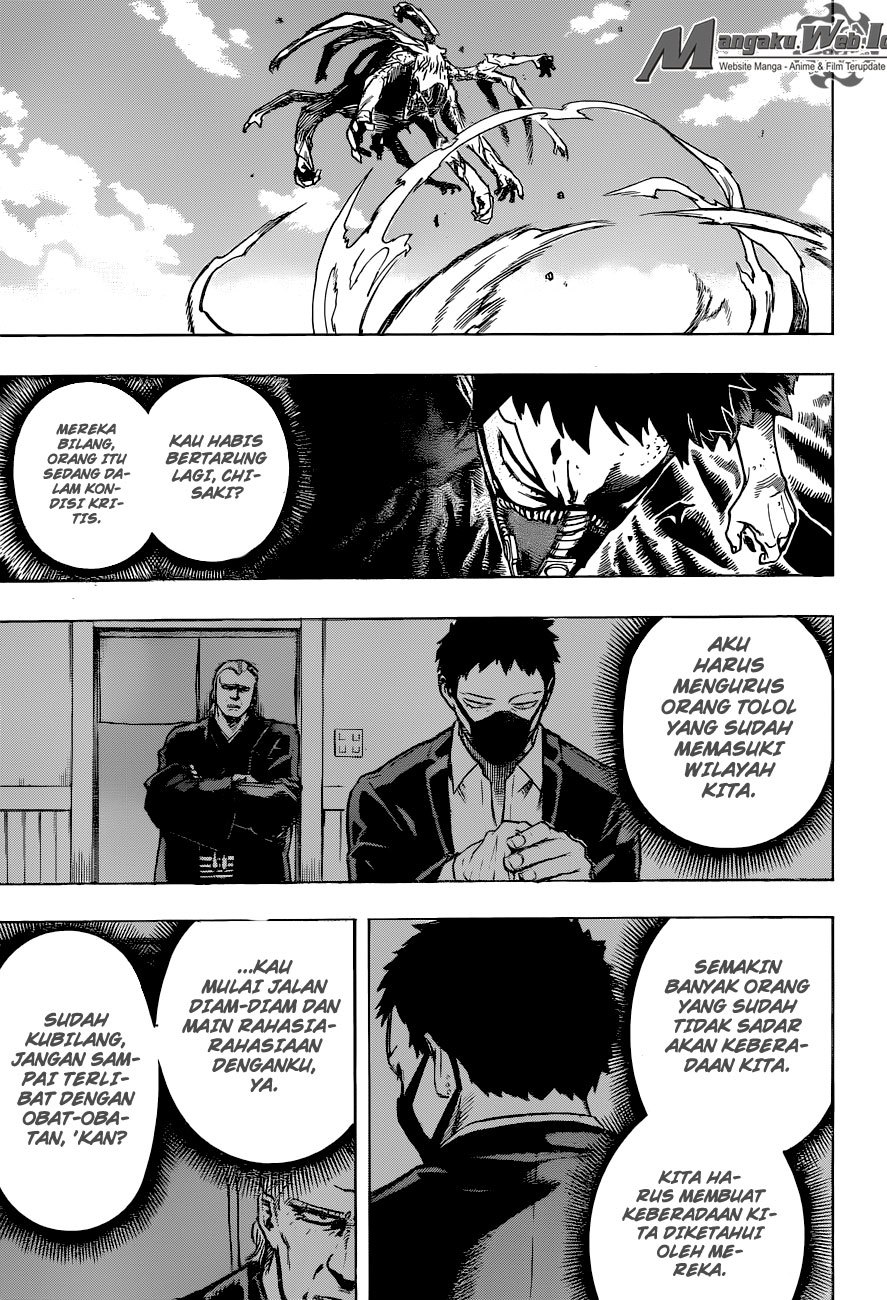 Mangaku.Web.Id
Website Manga - Anime & Film Terupdate
KAU HABIS
BERTARUNG
LAGI, CHI-
SAKI?
MEREKA
BILANG,
ORANG ITU
SEDANG DA-
LAM KON-
DISI KRI-
TIS.
AKU
HARUS
MENGURUS
ORANG TOLOL
YANG SUDAH
MEMASUKI
WILAYAH
KITA.
SEMAKIN
BANYAK ORANG
YANG SUDAH
TIDAK SADAR
AKAN KEBERA-
DAAN KITA.
KITA HA-
RUS MEMBUAT
KEBERADAAN KI-
TA DIKETAHUI
OLEH ME-
REKA.
...KAU
MULAI JALAN
DIAM-DIAM DAN
MAIN RAHASIA-
RAHASIAAN
DENGANKU,
YA.
SUDAH
KUBILANG,
JANGAN SAM-
PAI TERLI-
BAT DENGAN
OBAT-OBA-
TAN, 'KAN?